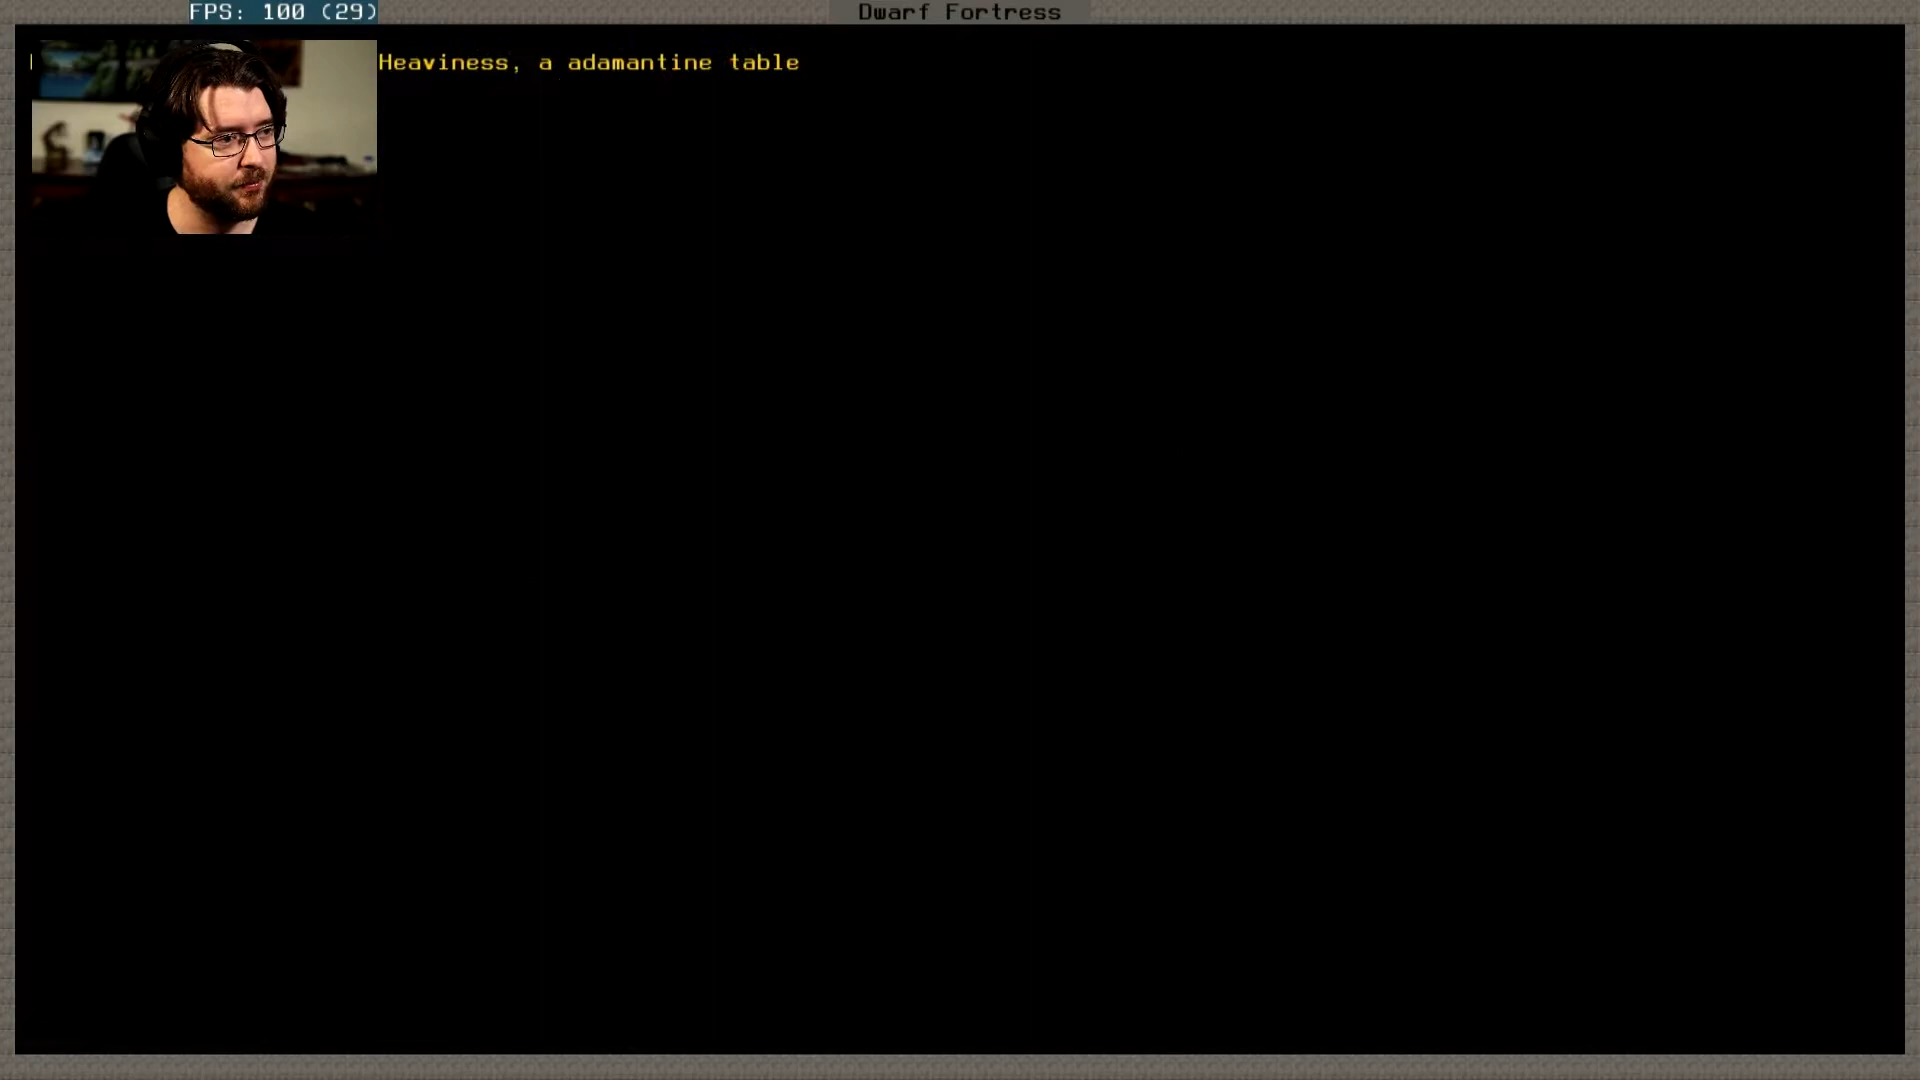 FPS: 100 (29)
Dwarf Fortress
Heaviness, a adamantine table